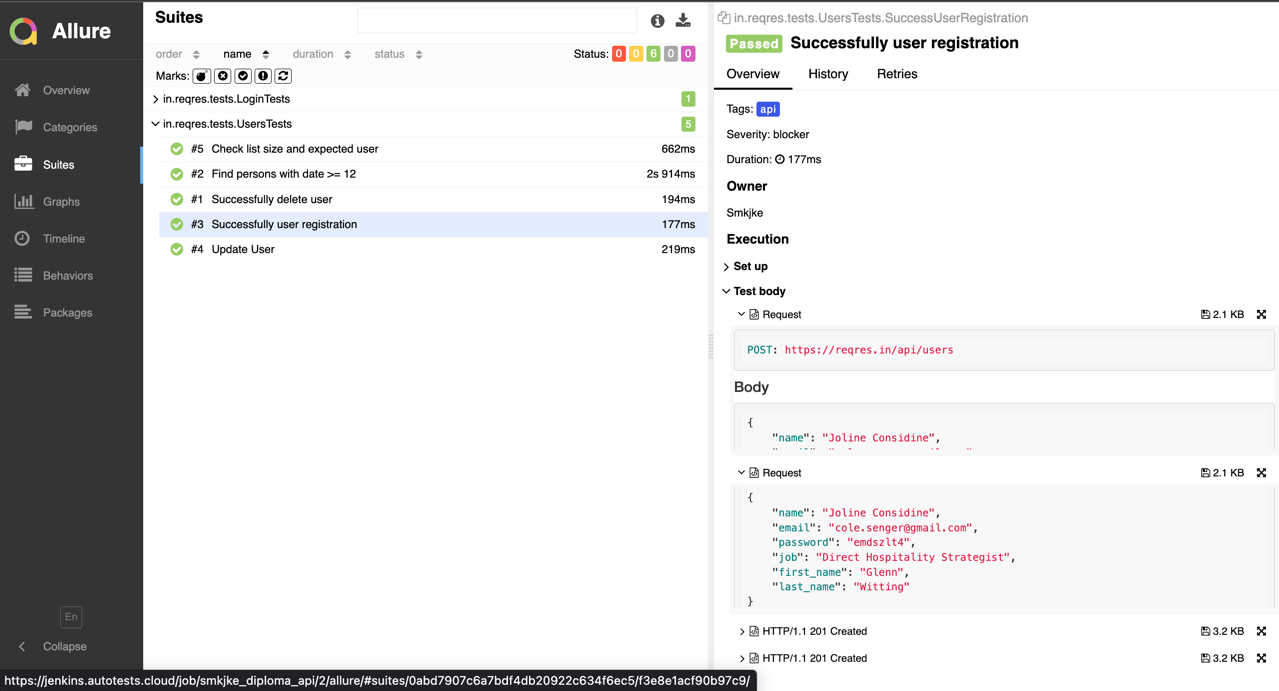 Allure
Overview
Categories
Suites
Graphs
Timeline
Behaviors
Packages
En
Collapse
Suites
order name duration status Status: 0 0 6 0 0
Marks:
in.reqres.tests.LoginTests 1
in.reqres.tests.UsersTests 5
#5 Check list size and expected user 662ms
#2 Find persons with date >= 12 2s 914ms
#1 Successfully delete user 194ms
#3 Successfully user registration 177ms
#4 Update User 219ms
in.reqres.tests.UsersTests.SuccessUserRegistration
Passed Successfully user registration
Overview History Retries
Tags: api
Severity: blocker
Duration: 177ms
Owner
Smkjke
Execution
Set up
Test body
Request 2.1 KB
POST: https://reqres.in/api/users
Body
{
"name": "Joline Considine",
Request 2.1 KB
{
"name": "Joline Considine",
"email": "cole.senger@gmail.com",
"password": "emdszlt4",
"job": "Direct Hospitality Strategist",
"first_name": "Glenn",
"last_name": "Witting"
}
HTTP/1.1 201 Created 3.2 KB
HTTP/1.1 201 Created 3.2 KB
https://jenkins.autotests.cloud/job/smkjke_diploma_api/2/allure/#suites/0abd7907c6a7bdf4db20922c634f6ec5/f3e8e1acf90b97c9/